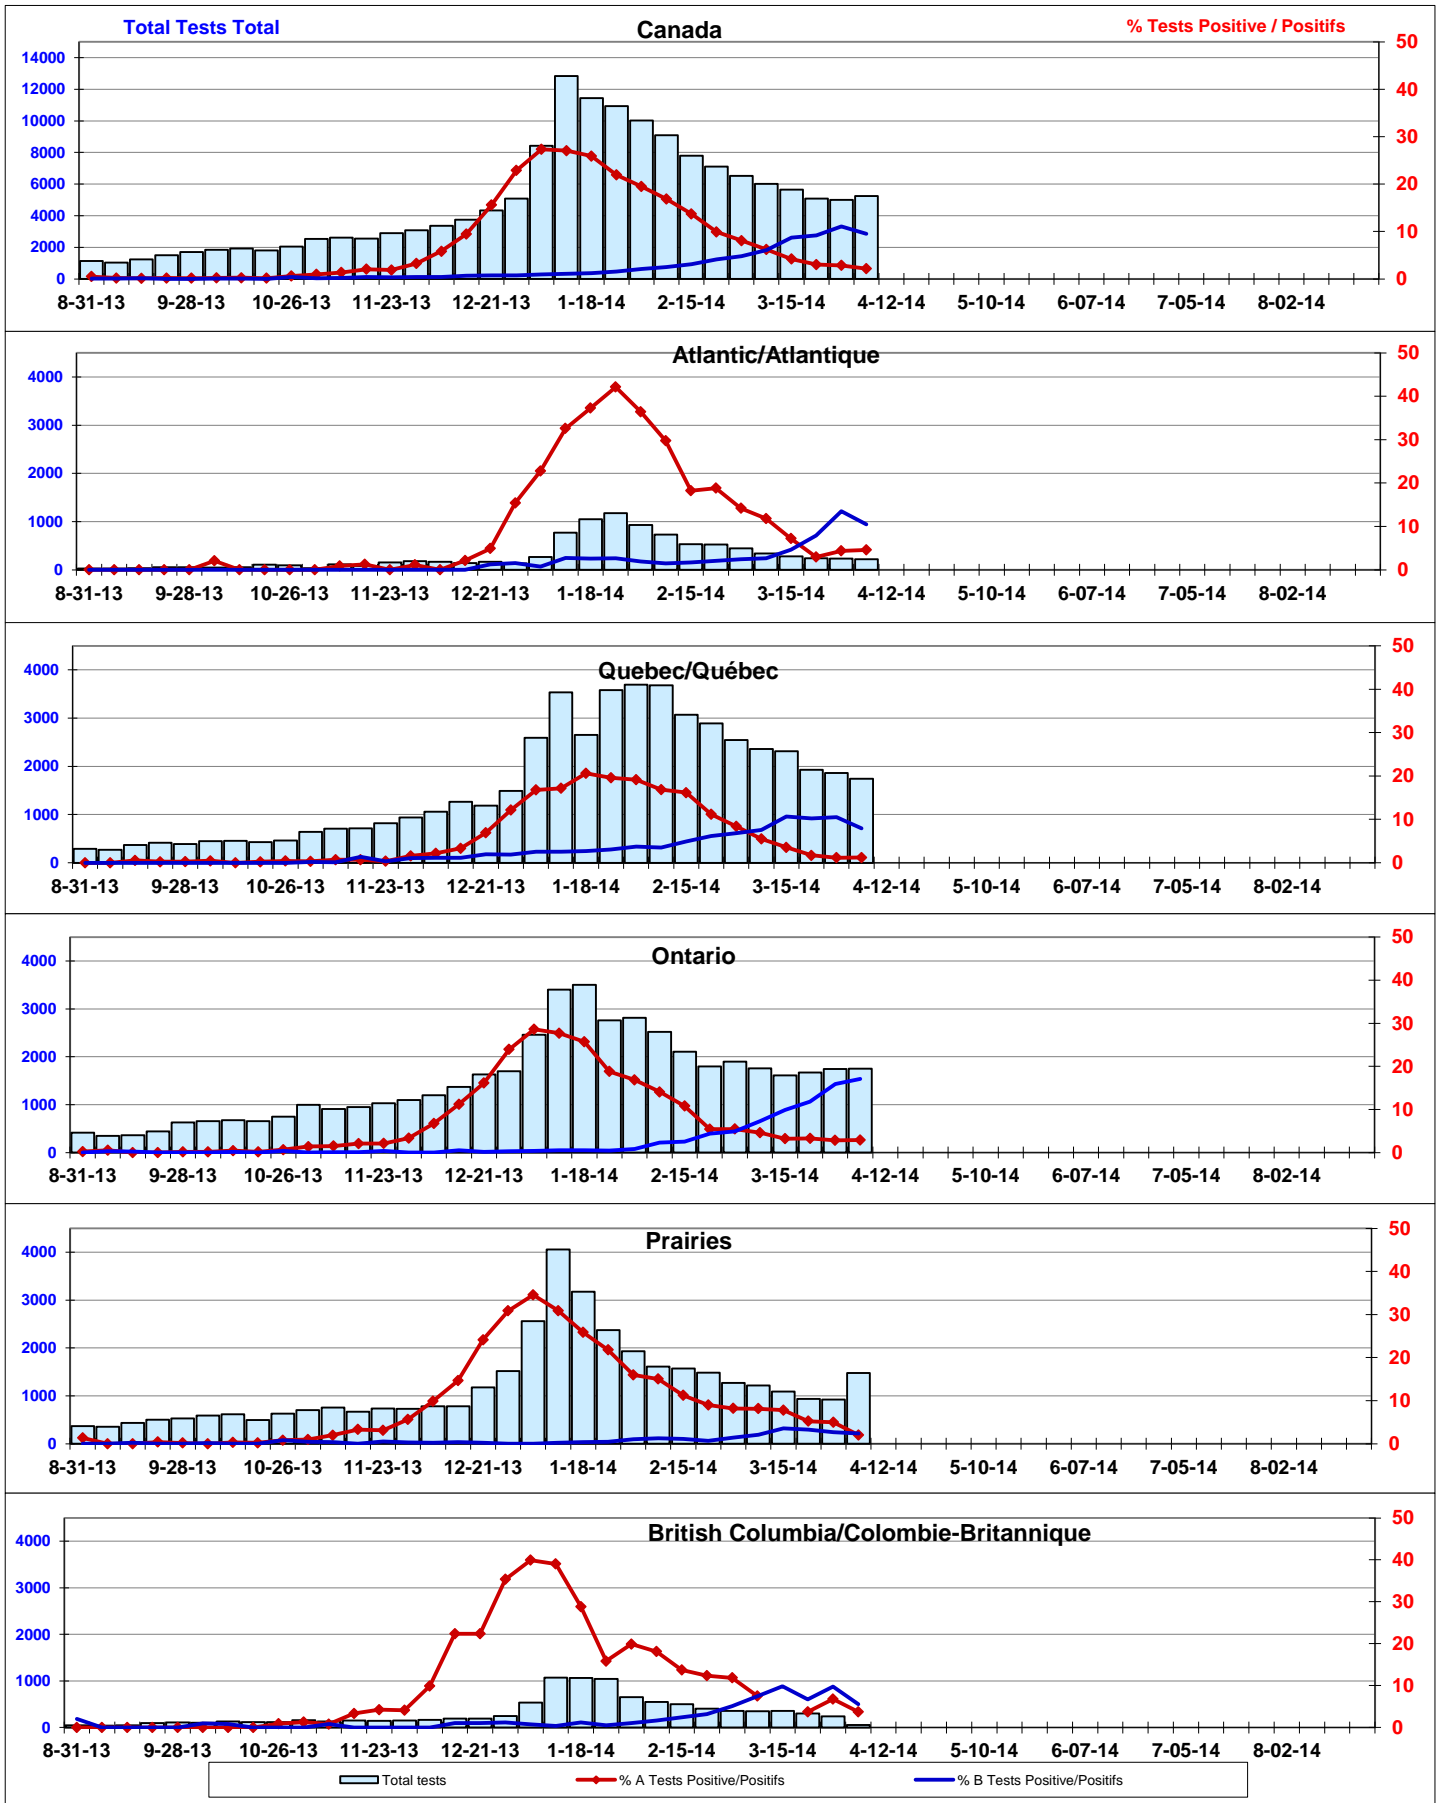 Total Tests Total Canada % Tests Positive / Positifs
14000 50
12000 40
10000
8000 30
6000 20
4000
2000 10
0 0
8-31-13 9-28-13 10-26-13 11-23-13 12-21-13 1-18-14 2-15-14 3-15-14 4-12-14 5-10-14 6-07-14 7-05-14 8-02-14
Atlantic/Atlantique
50
4000 40
3000 30
2000 20
1000 10
0 0
8-31-13 9-28-13 10-26-13 11-23-13 12-21-13 1-18-14 2-15-14 3-15-14 4-12-14 5-10-14 6-07-14 7-05-14 8-02-14
Quebec/Québec
50
4000 40
3000 30
2000 20
1000 10
0 0
8-31-13 9-28-13 10-26-13 11-23-13 12-21-13 1-18-14 2-15-14 3-15-14 4-12-14 5-10-14 6-07-14 7-05-14 8-02-14
Ontario
50
4000 40
3000 30
2000 20
1000 10
0 0
8-31-13 9-28-13 10-26-13 11-23-13 12-21-13 1-18-14 2-15-14 3-15-14 4-12-14 5-10-14 6-07-14 7-05-14 8-02-14
Prairies
50
4000 40
3000 30
2000 20
1000 10
0 0
8-31-13 9-28-13 10-26-13 11-23-13 12-21-13 1-18-14 2-15-14 3-15-14 4-12-14 5-10-14 6-07-14 7-05-14 8-02-14
British Columbia/Colombie-Britannique
50
4000 40
3000 30
2000 20
1000 10
0 0
8-31-13 9-28-13 10-26-13 11-23-13 12-21-13 1-18-14 2-15-14 3-15-14 4-12-14 5-10-14 6-07-14 7-05-14 8-02-14
Total tests % A Tests Positive/Positifs % B Tests Positive/Positifs